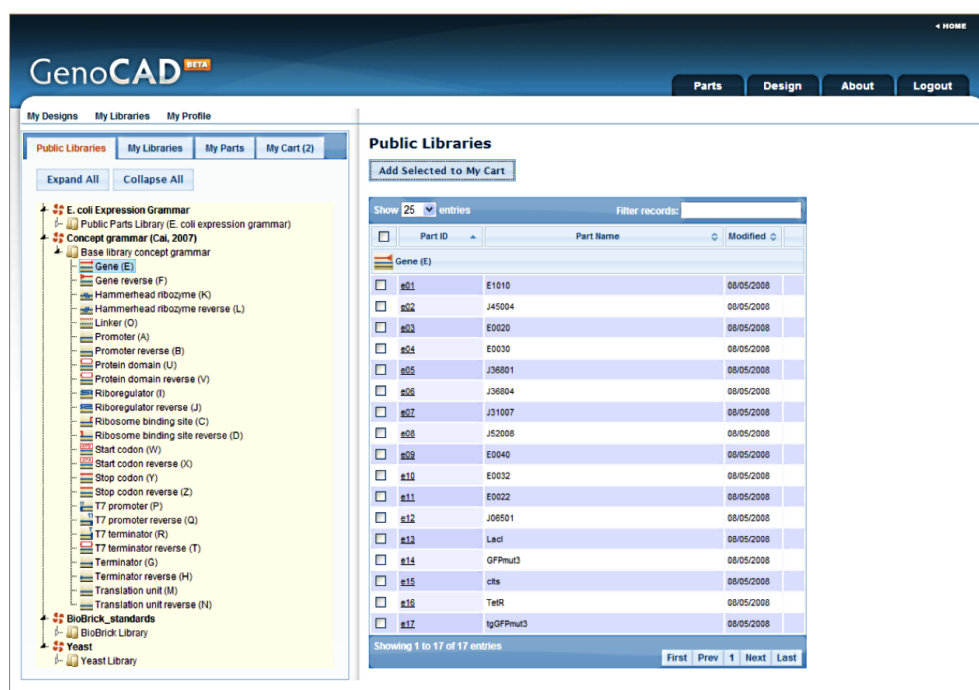 HOME
GenoCAD BETA
Parts Design About Logout
My Designs My Libraries My Profile
Public Libraries My Libraries My Parts My Cart (2)
Expand All Collapse All
E. coli Expression Grammar
Public Parts Library (E. coli expression grammar)
Concept grammar (Cai, 2007)
Base library concept grammar
Gene (E)
Gene reverse (F)
Hammerhead ribozyme (K)
Hammerhead ribozyme reverse (L)
Linker (O)
Promoter (A)
Promoter reverse (B)
Protein domain (U)
Protein domain reverse (V)
Riboregulator (I)
Riboregulator reverse (J)
Ribosome binding site (C)
Ribosome binding site reverse (D)
Start codon (W)
Start codon reverse (X)
Stop codon (Y)
Stop codon reverse (Z)
T7 promoter (P)
T7 promoter reverse (Q)
T7 terminator (R)
T7 terminator reverse (T)
Terminator (G)
Terminator reverse (H)
Translation unit (M)
Translation unit reverse (N)
BioBrick_standards
BioBrick Library
Yeast
Yeast Library
Public Libraries
Add Selected to My Cart
Show 25 entries Filter records:
Part ID Part Name Modified
Gene (E)
e01 E1010 08/05/2008
e02 J45004 08/05/2008
e03 E0020 08/05/2008
e04 E0030 08/05/2008
e05 J36801 08/05/2008
e06 J36804 08/05/2008
e07 J31007 08/05/2008
e08 J52008 08/05/2008
e09 E0040 08/05/2008
e10 E0032 08/05/2008
e11 E0022 08/05/2008
e12 J06501 08/05/2008
e13 LacI 08/05/2008
e14 GFPmut3 08/05/2008
e15 cIts 08/05/2008
e16 TetR 08/05/2008
e17 tgGFPmut3 08/05/2008
Showing 1 to 17 of 17 entries
First Prev 1 Next Last